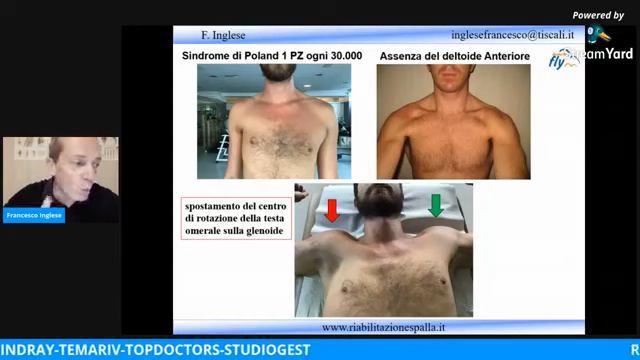 Powered by
StreamYard
F. Inglese
inglesefrancesco@tiscali.it
Sindrome di Poland 1 PZ ogni 30.000
Assenza del deltoide Anteriore
fly
spostamento del centro
di rotazione della testa
omerale sulla glenoide
Francesco Inglese
www.riabilitazionespalla.it
INDRAY-TEMARIV-TOPDOCTORS-STUDIOGEST
R